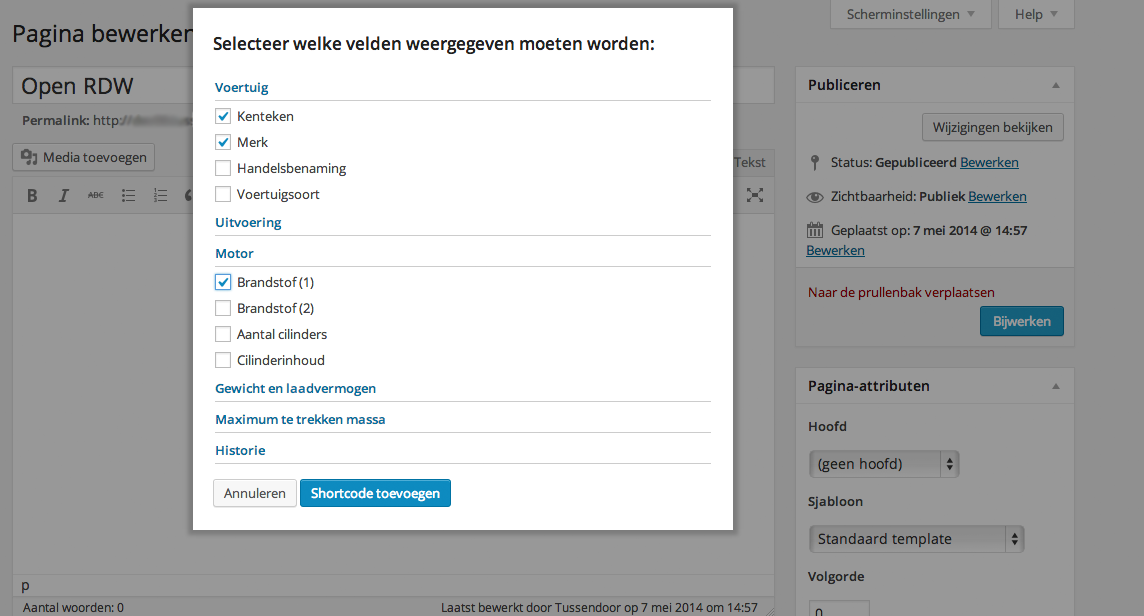 Pagina bewerken
Scherminstellingen
Help
Open RDW
Permalink: http:/
Media toevoegen
Tekst
B I ABC
Selecteer welke velden weergegeven moeten worden:
Voertuig
Kenteken
Merk
Handelsbenaming
Voertuigsoort
Uitvoering
Motor
Brandstof (1)
Brandstof (2)
Aantal cilinders
Cilinderinhoud
Gewicht en laadvermogen
Maximum te trekken massa
Historie
Annuleren
Shortcode toevoegen
p
Aantal woorden: 0
Laatst bewerkt door Tussendoor op 7 mei 2014 om 14:57
Publiceren
Wijzigingen bekijken
Status: Gepubliceerd Bewerken
Zichtbaarheid: Publiek Bewerken
Geplaatst op: 7 mei 2014 @ 14:57
Bewerken
Naar de prullenbak verplaatsen
Bijwerken
Pagina-attributen
Hoofd
(geen hoofd)
Sjabloon
Standaard template
Volgorde
0